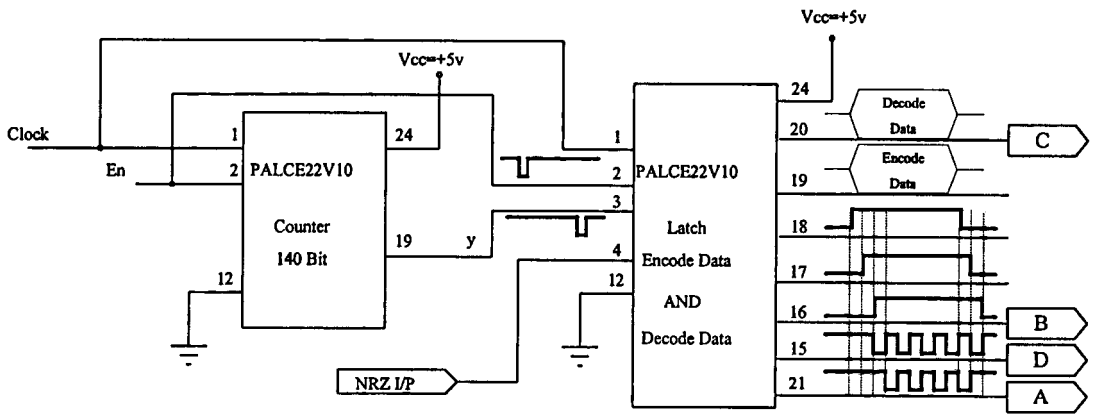 Vcc=+5v
Vcc=+5v
Clock
En
1
2
24
PALCE22V10
Counter
140 Bit
19
y
12
NRZ I/P
1
2
3
4
12
PALCE22V10
Latch
Encode Data
AND
Decode Data
24
20
19
18
17
16
15
21
Decode
Data
Encode
Data
C
B
D
A